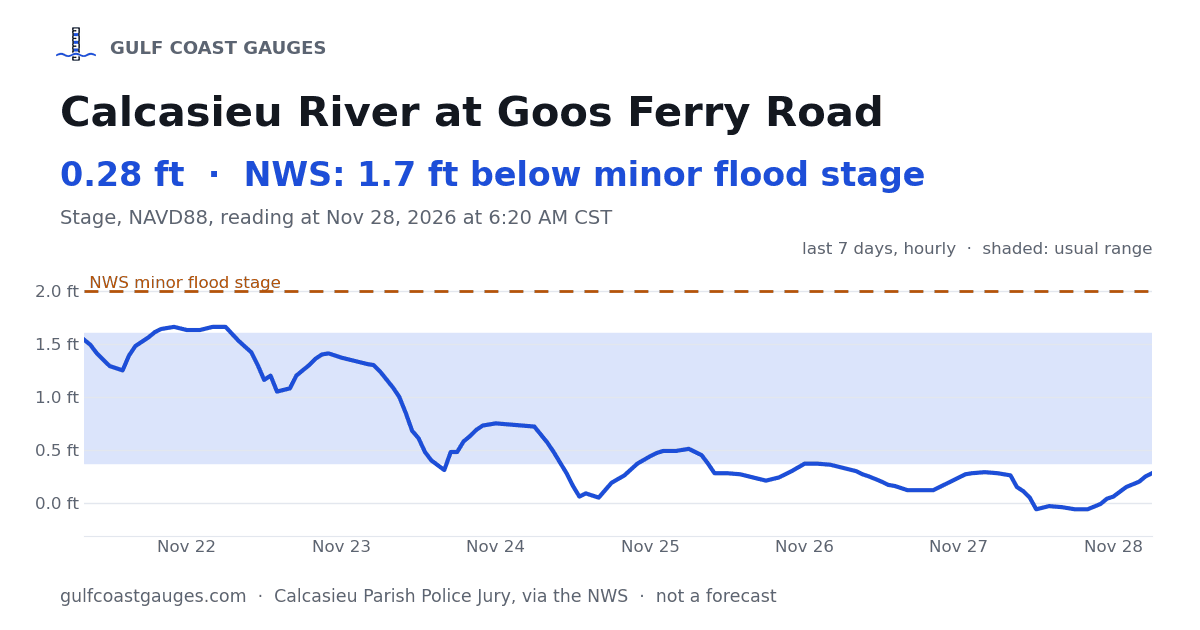 GULF COAST GAUGES
Calcasieu River at Goos Ferry Road
0.28 ft · NWS: 1.7 ft below minor flood stage
Stage, NAVD88, reading at Nov 28, 2026 at 6:20 AM CST
last 7 days, hourly · shaded: usual range
NWS minor flood stage
2.0 ft
1.5 ft
1.0 ft
0.5 ft
0.0 ft
Nov 22 Nov 23 Nov 24 Nov 25 Nov 26 Nov 27 Nov 28
gulfcoastgauges.com · Calcasieu Parish Police Jury, via the NWS · not a forecast